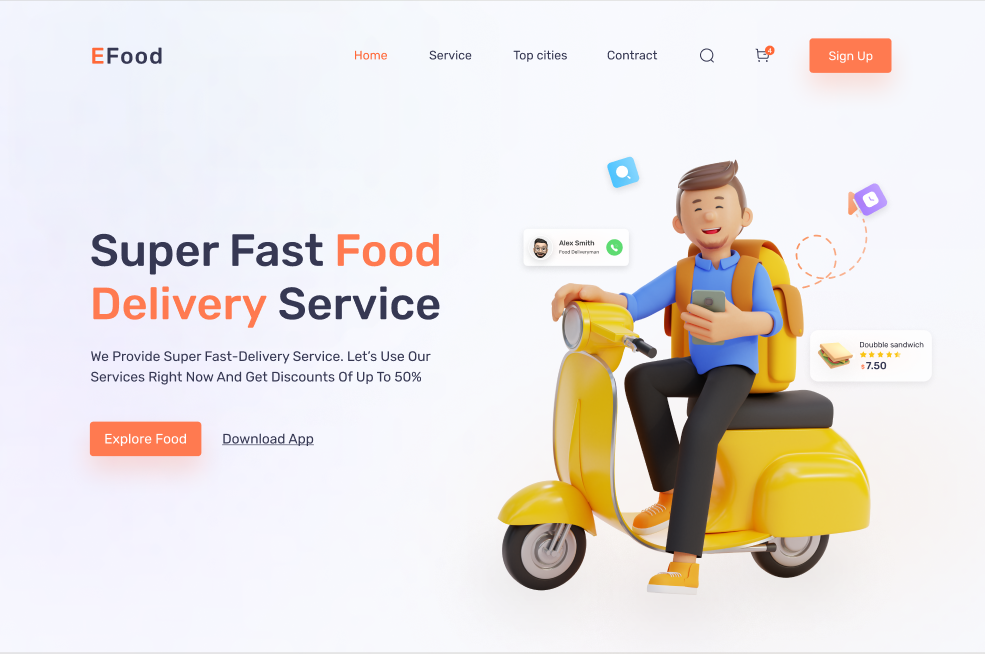 EFood
Home
Service
Top cities
Contract
4
Sign Up
Super Fast Food
Delivery Service
We Provide Super Fast-Delivery Service. Let's Use Our
Services Right Now And Get Discounts Of Up To 50%
Explore Food
Download App
Alex Smith
Food Deliversman
Doubble sandwich
7.50